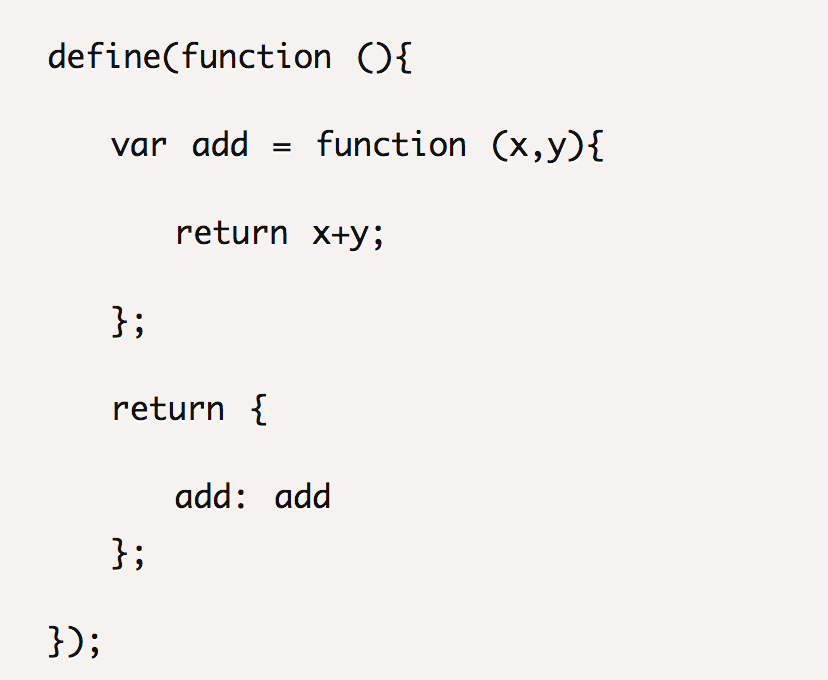 define(function (){
var add = function (x,y){
return x+y;
};
return {
add: add
};
});